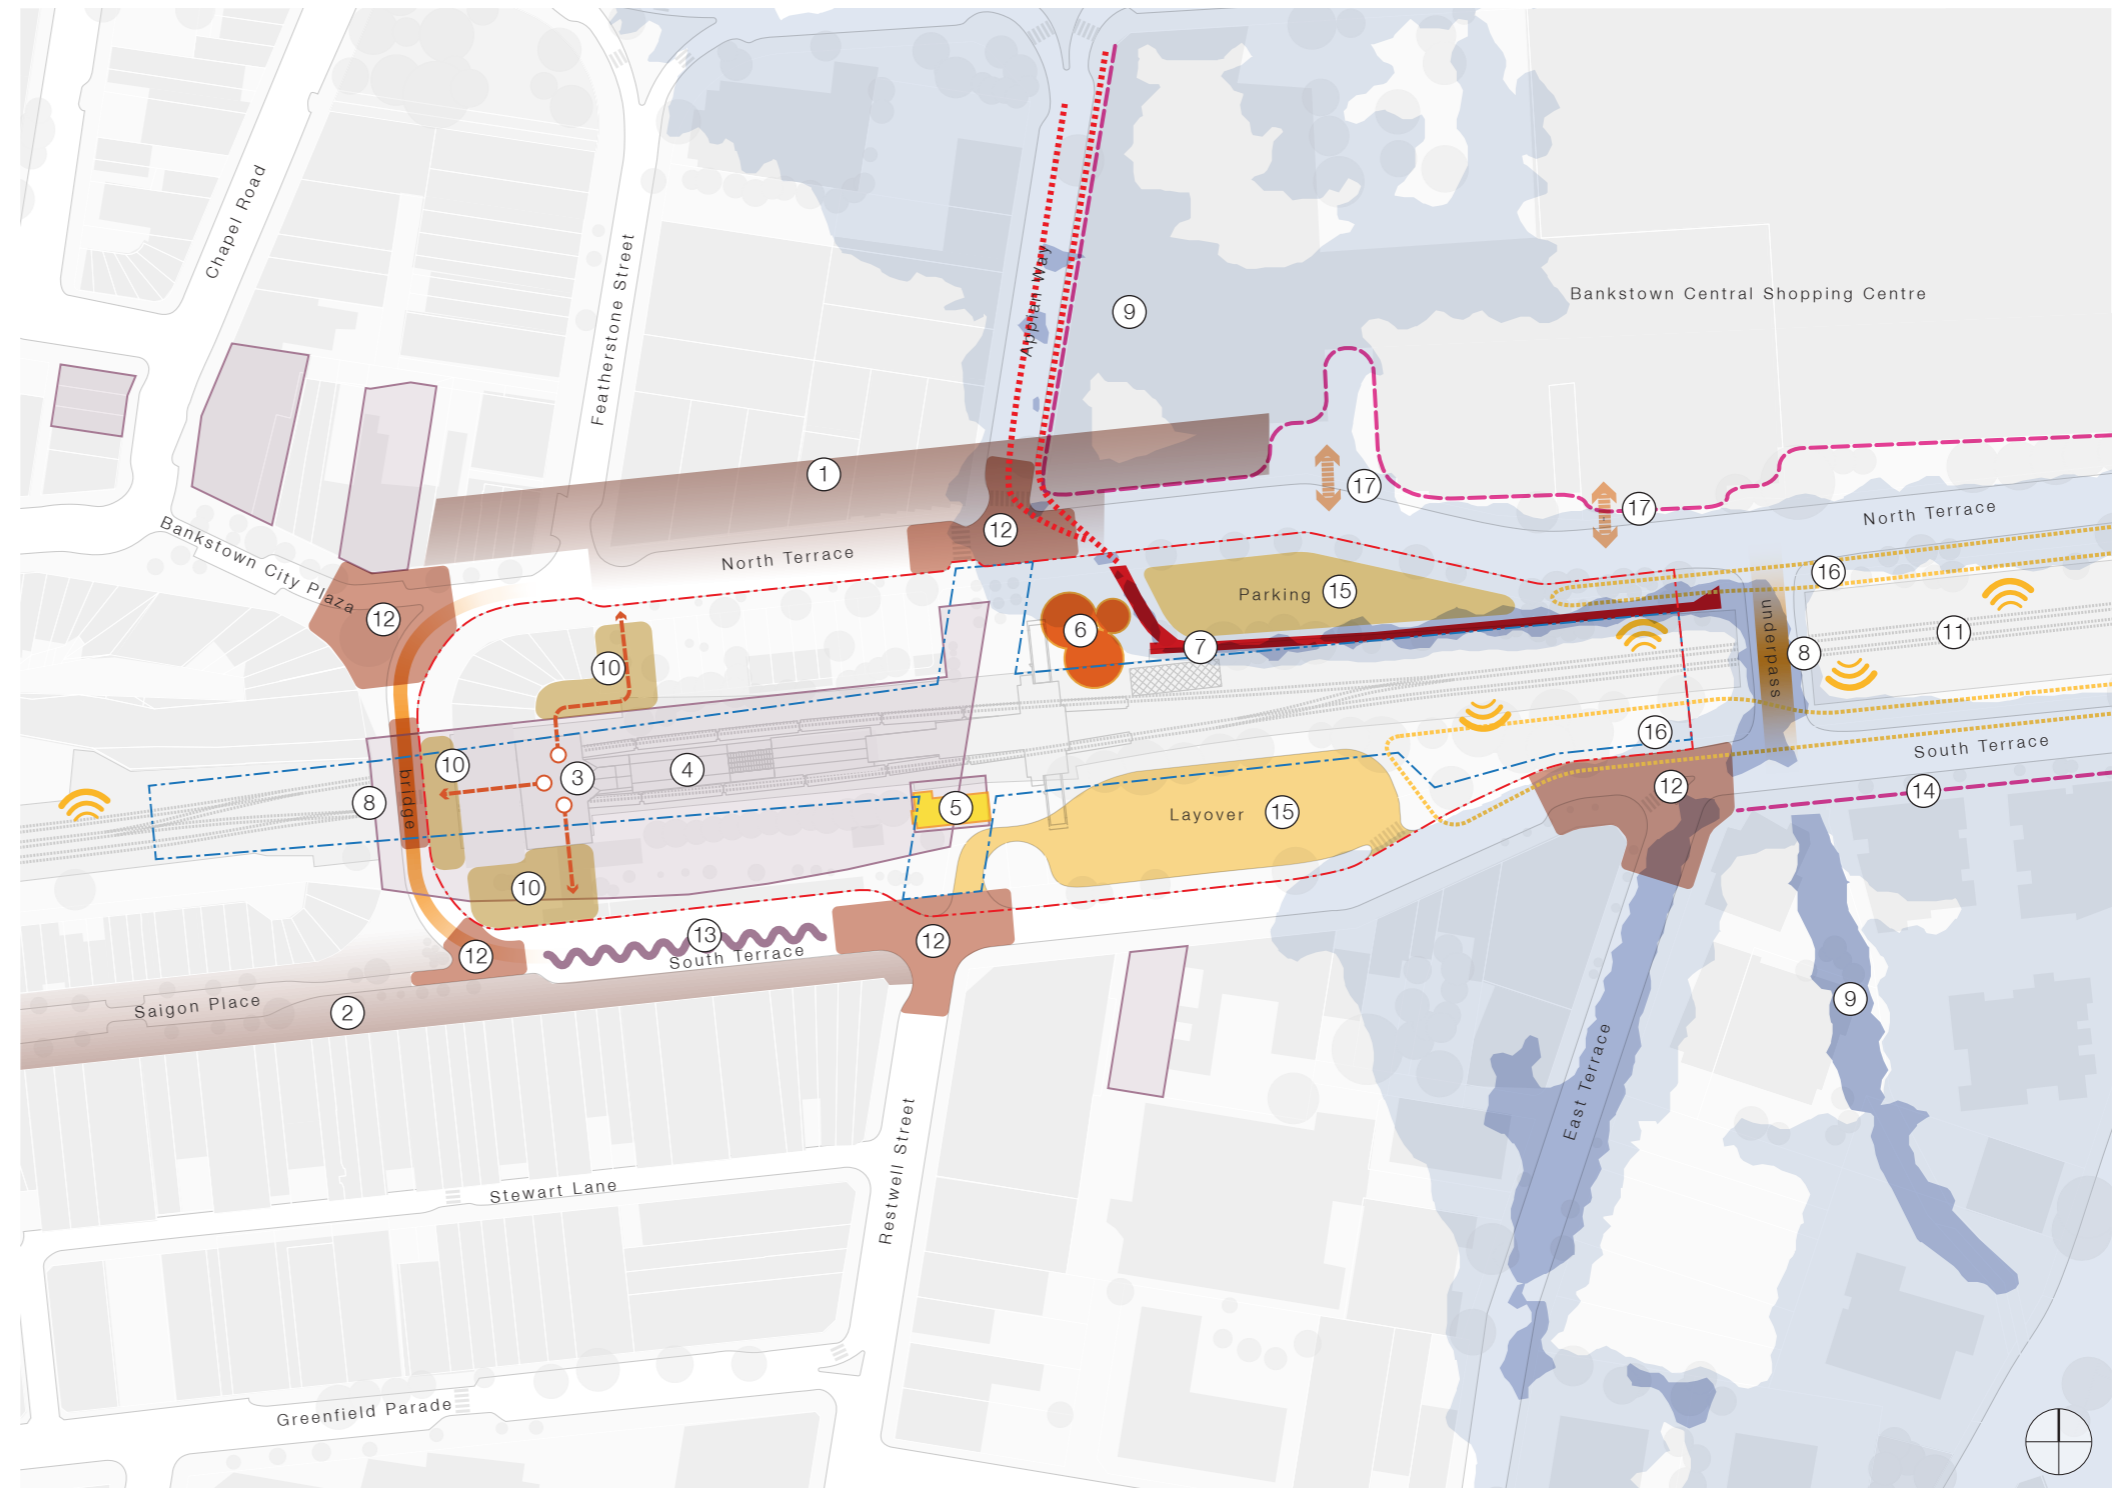 Chapel Road
Featherstone Street
Appian Way
9
Bankstown Central Shopping Centre
1
17
17
North Terrace
12
Bankstown City Plaza
12
North Terrace
16
Parking 15
6
7
underpass
8
11
10
10
3
4
8
bridge
5
Layover 15
16
12
South Terrace
14
10
12
13
South Terrace
12
Saigon Place
2
9
East Terrace
Restwell Street
Stewart Lane
Greenfield Parade